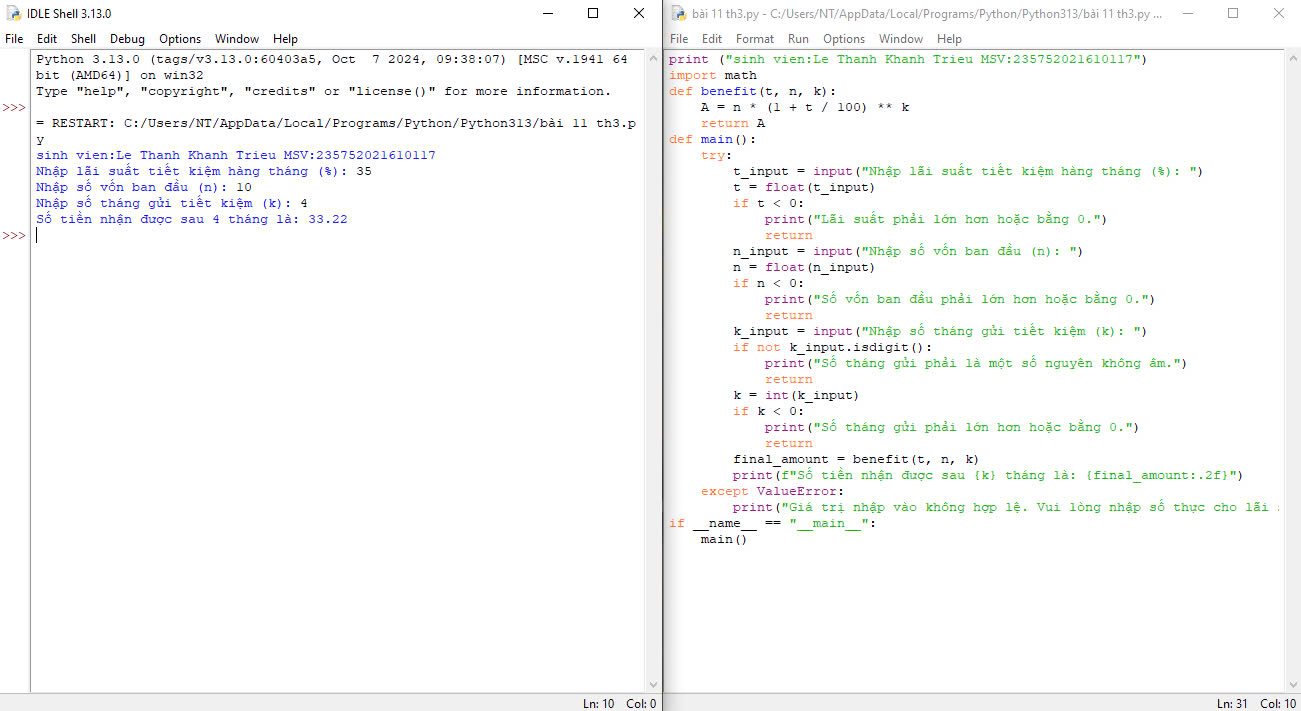 IDLE Shell 3.13.0
File Edit Shell Debug Options Window Help
Python 3.13.0 (tags/v3.13.0:60403a5, Oct  7 2024, 09:38:07) [MSC v.1941 64
bit (AMD64)] on win32
Type "help", "copyright", "credits" or "license()" for more information.
>>>
= RESTART: C:/Users/NT/AppData/Local/Programs/Python/Python313/bài 11 th3.p
y
sinh vien:Le Thanh Khanh Trieu MSV:235752021610117
Nhập lãi suất tiết kiệm hàng tháng (%): 35
Nhập số vốn ban đầu (n): 10
Nhập số tháng gửi tiết kiệm (k): 4
Số tiền nhận được sau 4 tháng là: 33.22
>>>
Ln: 10 Col: 0
bài 11 th3.py - C:/Users/NT/AppData/Local/Programs/Python/Python313/bài 11 th3.py ...
File Edit Format Run Options Window Help
print ("sinh vien:Le Thanh Khanh Trieu MSV:235752021610117")
import math
def benefit(t, n, k):
    A = n * (1 + t / 100) ** k
    return A
def main():
    try:
        t_input = input("Nhập lãi suất tiết kiệm hàng tháng (%): ")
        t = float(t_input)
        if t < 0:
            print("Lãi suất phải lớn hơn hoặc bằng 0.")
            return
        n_input = input("Nhập số vốn ban đầu (n): ")
        n = float(n_input)
        if n < 0:
            print("Số vốn ban đầu phải lớn hơn hoặc bằng 0.")
            return
        k_input = input("Nhập số tháng gửi tiết kiệm (k): ")
        if not k_input.isdigit():
            print("Số tháng gửi phải là một số nguyên không âm.")
            return
        k = int(k_input)
        if k < 0:
            print("Số tháng gửi phải lớn hơn hoặc bằng 0.")
            return
        final_amount = benefit(t, n, k)
        print(f"Số tiền nhận được sau {k} tháng là: {final_amount:.2f}")
    except ValueError:
        print("Giá trị nhập vào không hợp lệ. Vui lòng nhập số thực cho lãi
if __name__ == "__main__":
    main()
Ln: 31 Col: 10